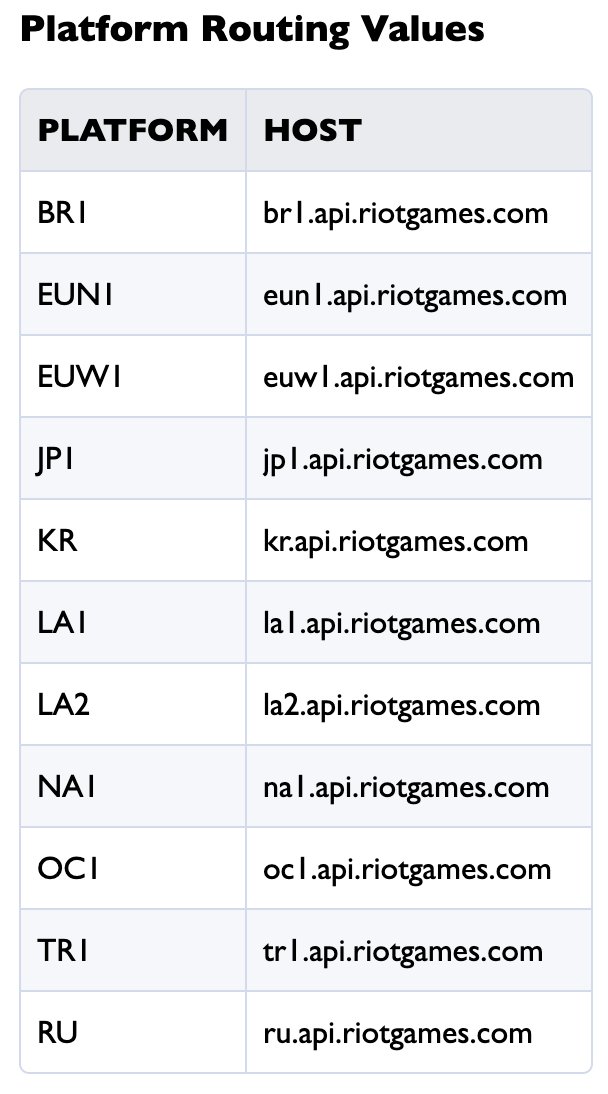 Platform Routing Values
PLATFORM HOST
BR1 br1.api.riotgames.com
EUN1 eun1.api.riotgames.com
EUW1 euw1.api.riotgames.com
JP1 jp1.api.riotgames.com
KR kr.api.riotgames.com
LA1 la1.api.riotgames.com
LA2 la2.api.riotgames.com
NA1 na1.api.riotgames.com
OC1 oc1.api.riotgames.com
TR1 tr1.api.riotgames.com
RU ru.api.riotgames.com